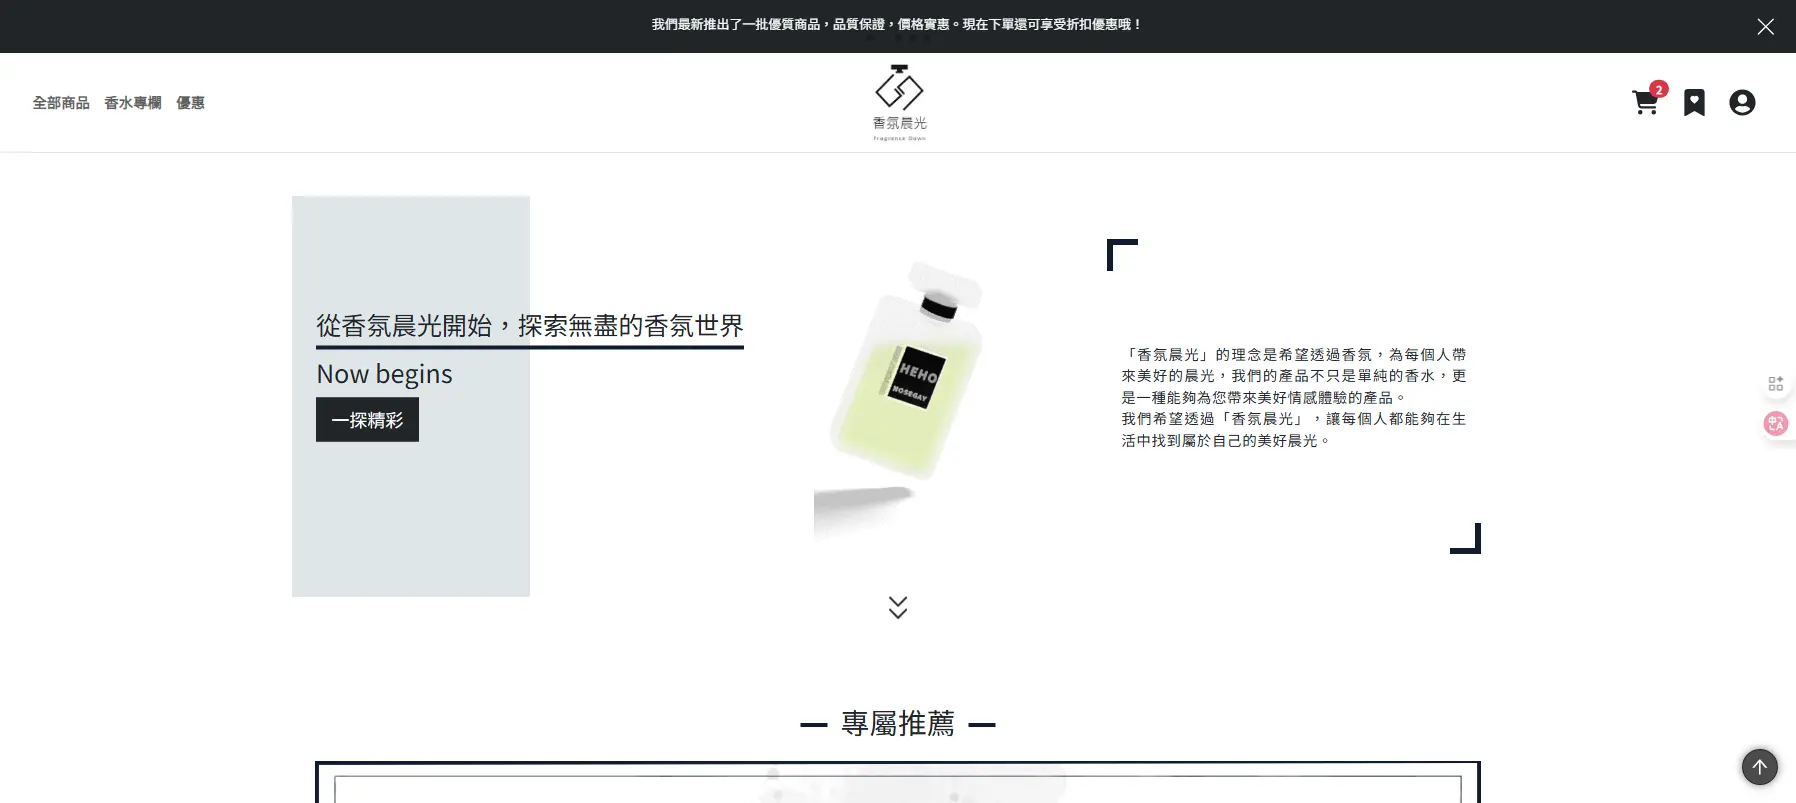 我們最新推出了一批優質商品，品質保證，價格實惠。現在下單還可享受折扣優惠哦！
全部商品 香水專欄 優惠
香氛晨光
Fragrance Dawn
2
從香氛晨光開始，探索無盡的香氛世界
Now begins
一探精彩
HEHO
NOSEGAY
「香氛晨光」的理念是希望透過香氛，為每個人帶
來美好的晨光，我們的產品不只是單純的香水，更
是一種能夠為您帶來美好情感體驗的產品。
我們希望透過「香氛晨光」，讓每個人都能夠在生
活中找到屬於自己的美好晨光。
專屬推薦